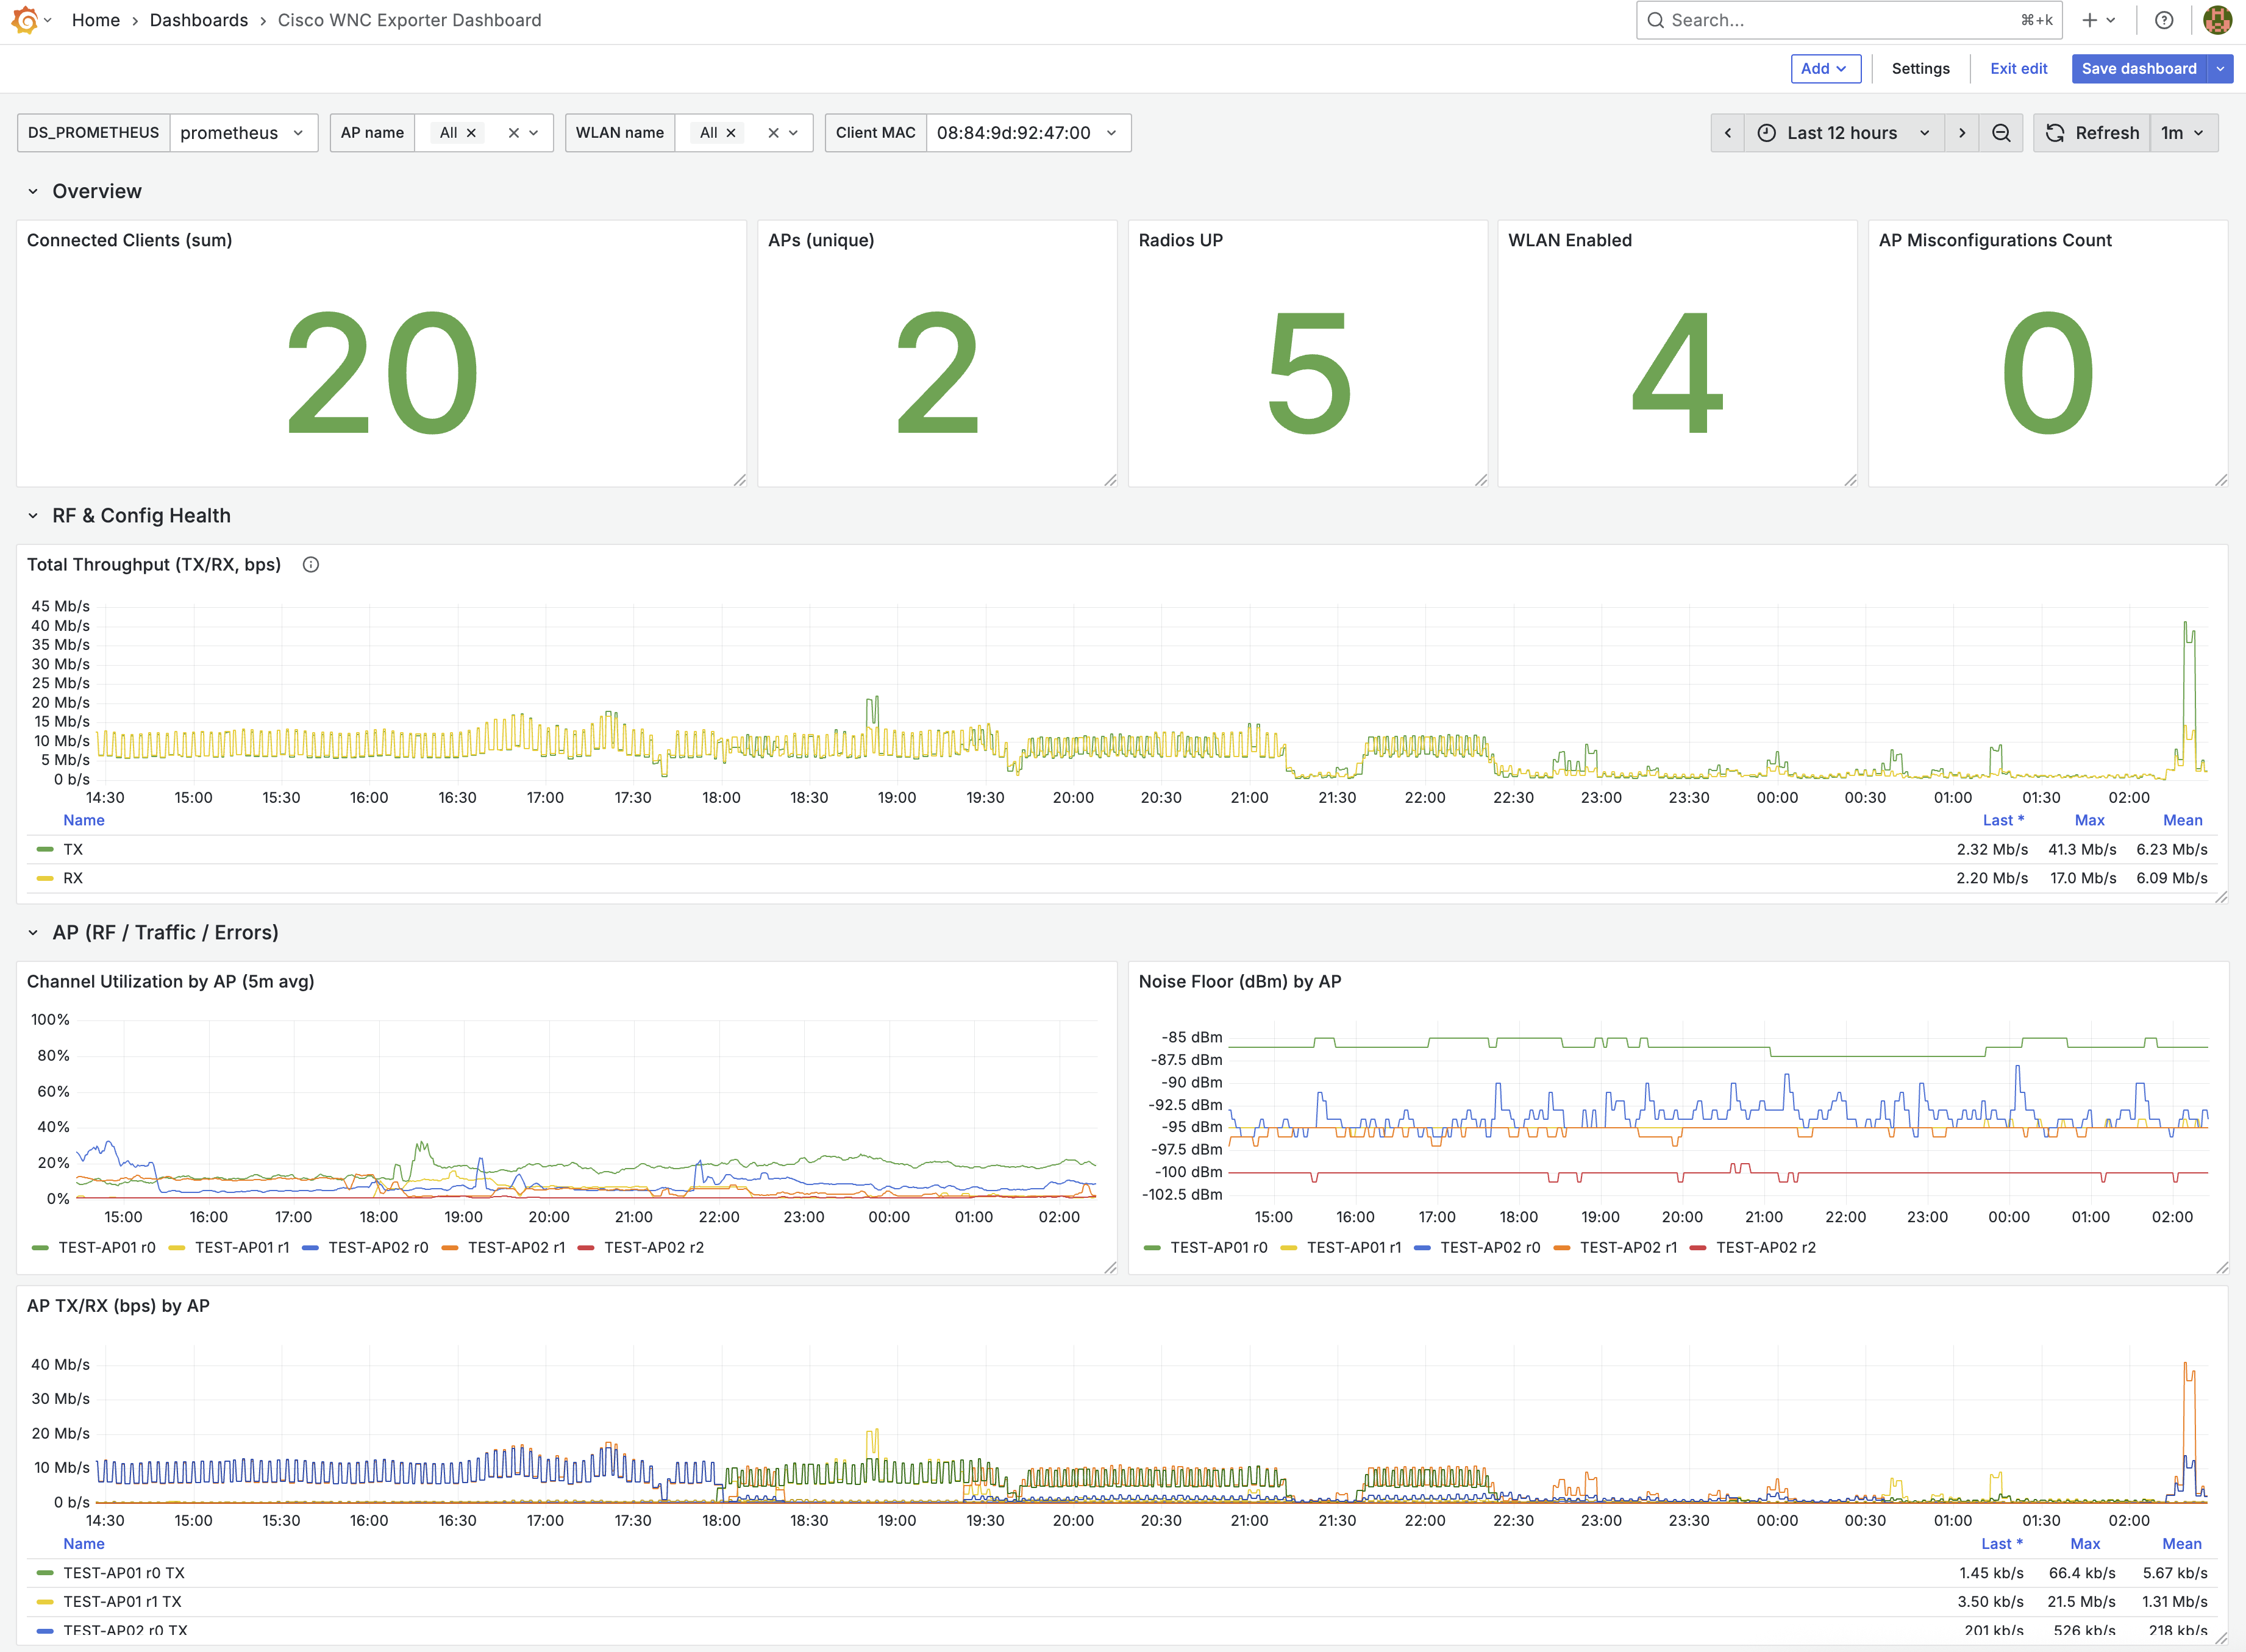 Home › Dashboards › Cisco WNC Exporter Dashboard
Search... ⌘+k
Add Settings Exit edit Save dashboard
DS_PROMETHEUS prometheus AP name All WLAN name All Client MAC 08:84:9d:92:47:00 Last 12 hours Refresh 1m
Overview
Connected Clients (sum)
20
APs (unique)
2
Radios UP
5
WLAN Enabled
4
AP Misconfigurations Count
0
RF & Config Health
Total Throughput (TX/RX, bps)
45 Mb/s
40 Mb/s
35 Mb/s
30 Mb/s
25 Mb/s
20 Mb/s
15 Mb/s
10 Mb/s
5 Mb/s
0 b/s
14:30 15:00 15:30 16:00 16:30 17:00 17:30 18:00 18:30 19:00 19:30 20:00 20:30 21:00 21:30 22:00 22:30 23:00 23:30 00:00 00:30 01:00 01:30 02:00
Name Last * Max Mean
TX 2.32 Mb/s 41.3 Mb/s 6.23 Mb/s
RX 2.20 Mb/s 17.0 Mb/s 6.09 Mb/s
AP (RF / Traffic / Errors)
Channel Utilization by AP (5m avg)
100%
80%
60%
40%
20%
0%
15:00 16:00 17:00 18:00 19:00 20:00 21:00 22:00 23:00 00:00 01:00 02:00
TEST-AP01 r0 TEST-AP01 r1 TEST-AP02 r0 TEST-AP02 r1 TEST-AP02 r2
Noise Floor (dBm) by AP
-85 dBm
-87.5 dBm
-90 dBm
-92.5 dBm
-95 dBm
-97.5 dBm
-100 dBm
-102.5 dBm
15:00 16:00 17:00 18:00 19:00 20:00 21:00 22:00 23:00 00:00 01:00 02:00
TEST-AP01 r0 TEST-AP01 r1 TEST-AP02 r0 TEST-AP02 r1 TEST-AP02 r2
AP TX/RX (bps) by AP
40 Mb/s
30 Mb/s
20 Mb/s
10 Mb/s
0 b/s
14:30 15:00 15:30 16:00 16:30 17:00 17:30 18:00 18:30 19:00 19:30 20:00 20:30 21:00 21:30 22:00 22:30 23:00 23:30 00:00 00:30 01:00 01:30 02:00
Name Last * Max Mean
TEST-AP01 r0 TX 1.45 kb/s 66.4 kb/s 5.67 kb/s
TEST-AP01 r1 TX 3.50 kb/s 21.5 Mb/s 1.31 Mb/s
TEST-AP02 r0 TX 201 kb/s 526 kb/s 218 kb/s